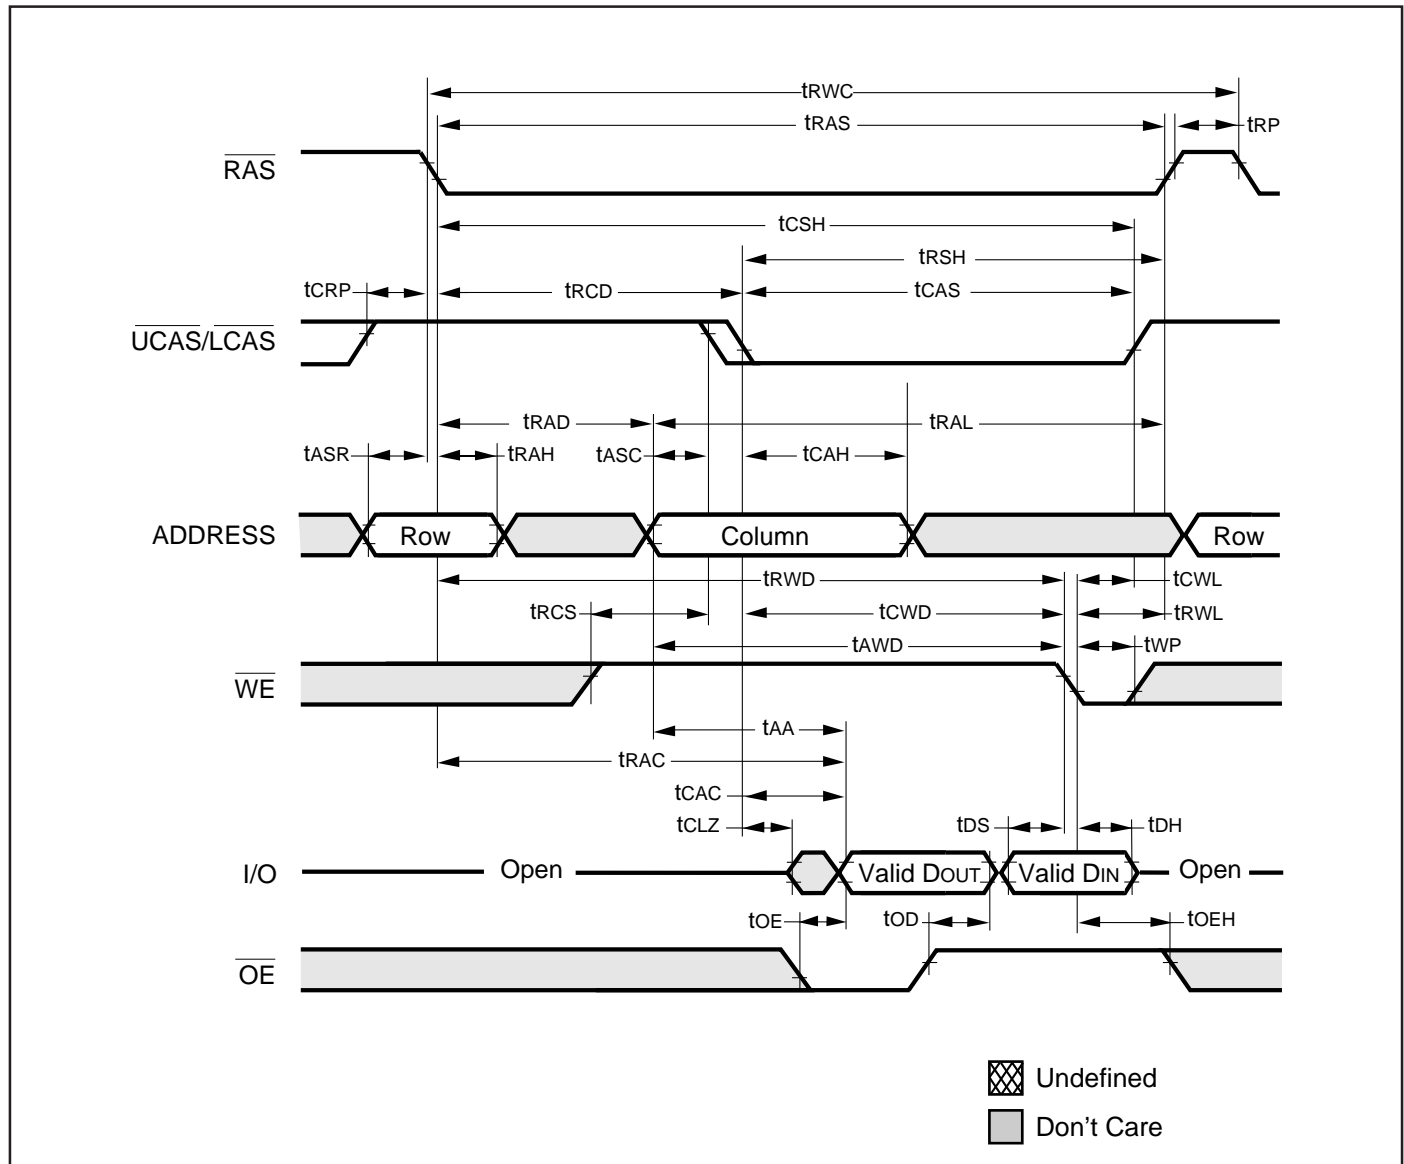 tRWC
tRAS
tRP
RAS
tCSH
tRSH
tCRP
tRCD
tCAS
UCAS/LCAS
tRAD
tRAL
tASR
tRAH
tASC
tCAH
ADDRESS
Row
Column
Row
tRWD
tCWL
tRCS
tCWD
tRWL
tAWD
tWP
WE
tAA
tRAC
tCAC
tCLZ
tDS
tDH
I/O
Open
Valid DOUT
Valid DIN
Open
tOE
tOD
tOEH
OE
Undefined
Don't Care